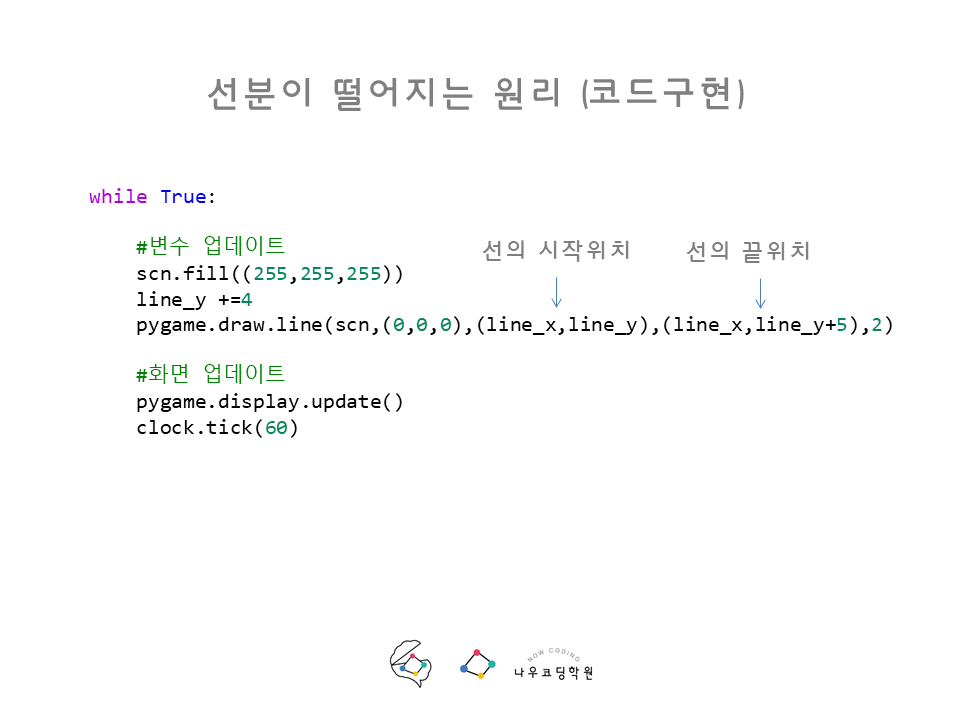 선분이 떨어지는 원리 (코드구현)
while True:
#변수 업데이트
선의 시작위치
선의 끝위치
scn.fill((255,255,255))
line_y +=4
pygame.draw.line(scn,(0,0,0),(line_x,line_y),(line_x,line_y+5),2)
#화면 업데이트
pygame.display.update()
clock.tick(60)
NOW CODING
나우코딩학원